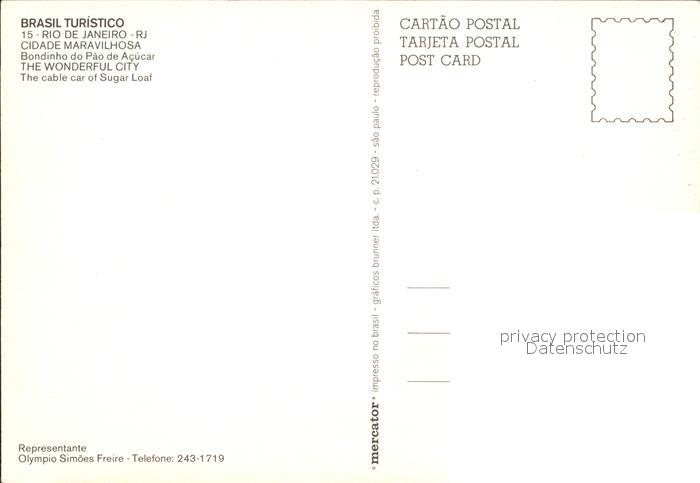 BRASIL TURÍSTICO
15 - RIO DE JANEIRO - RJ
CIDADE MARAVILHOSA
Bondinho do Pão de Açúcar
THE WONDERFUL CITY
The cable car of Sugar Loaf
Representante
Olympio Simões Freire - Telefone: 243-1719
*mercator* impresso no brasil - gráficos brunner ltda. - c. p. 21.029 - são paulo - reprodução proibida
CARTÃO POSTAL
TARJETA POSTAL
POST CARD
privacy protection
Datenschutz